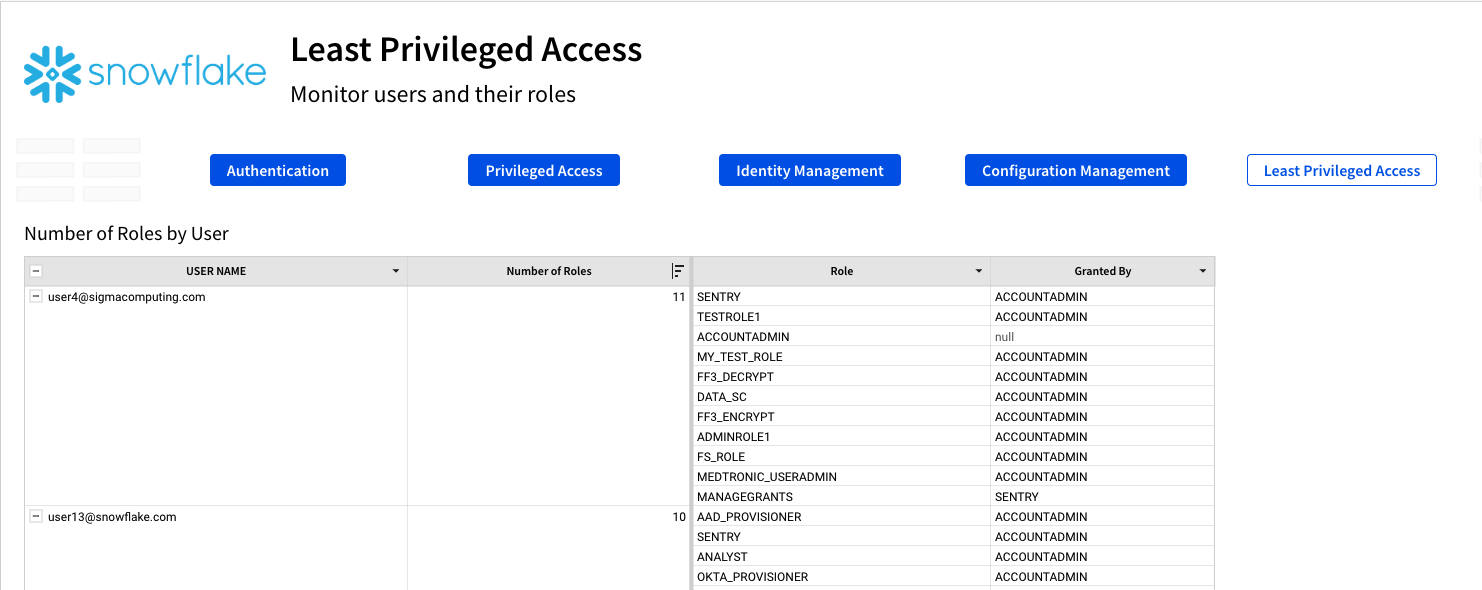 snowflake
Least Privileged Access
Monitor users and their roles
Authentication Privileged Access Identity Management Configuration Management Least Privileged Access
Number of Roles by User
USER NAME Number of Roles Role Granted By
user4@sigmacomputing.com 11 SENTRY ACCOUNTADMIN
TESTROLE1 ACCOUNTADMIN
ACCOUNTADMIN null
MY_TEST_ROLE ACCOUNTADMIN
FF3_DECRYPT ACCOUNTADMIN
DATA_SC ACCOUNTADMIN
FF3_ENCRYPT ACCOUNTADMIN
ADMINROLE1 ACCOUNTADMIN
FS_ROLE ACCOUNTADMIN
MEDTRONIC_USERADMIN ACCOUNTADMIN
MANAGEGRANTS SENTRY
user13@snowflake.com 10 AAD_PROVISIONER ACCOUNTADMIN
SENTRY ACCOUNTADMIN
ANALYST ACCOUNTADMIN
OKTA_PROVISIONER ACCOUNTADMIN